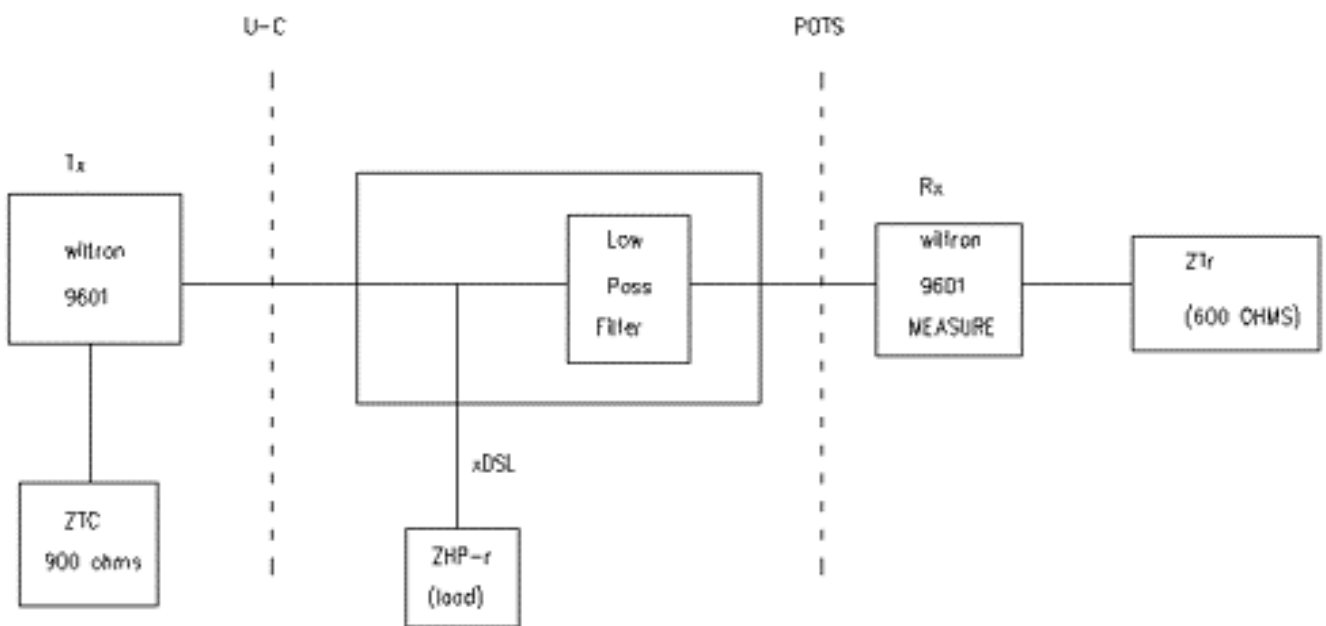 U-C
POTS
Tx
wiltron
9601
Low
Pass
Filter
Rx
wiltron
9601
MEASURE
ZTr
(600 OHMS)
xDSL
ZTC
900 ohms
ZHP-r
(load)